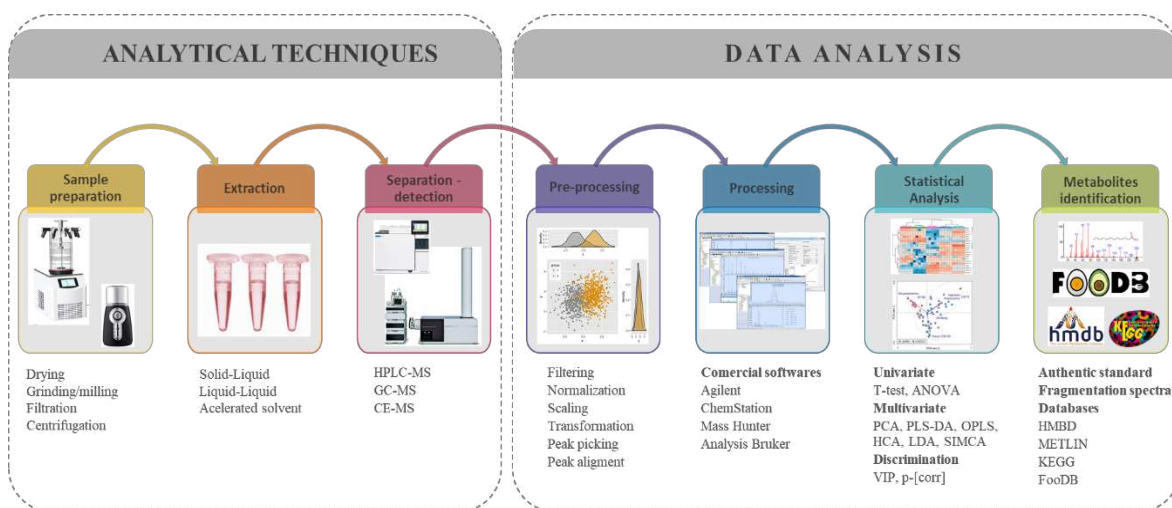 ANALYTICAL TECHNIQUES
DATA ANALYSIS
Sample
preparation
Extraction
Separation -
detection
Pre-processing
Processing
Statistical
Analysis
Metabolites
identification
FOODB
hmdb
KEGG
Drying
Grinding/milling
Filtration
Centrifugation
Solid-Liquid
Liquid-Liquid
Acelerated solvent
HPLC-MS
GC-MS
CE-MS
Filtering
Normalization
Scaling
Transformation
Peak picking
Peak aligment
Comercial softwares
Agilent
ChemStation
Mass Hunter
Analysis Bruker
Univariate
T-test, ANOVA
Multivariate
PCA, PLS-DA, OPLS,
HCA, LDA, SIMCA
Discrimination
VIP, p-[corr]
Authentic standard
Fragmentation spectra
Databases
HMBD
METLIN
KEGG
FooDB